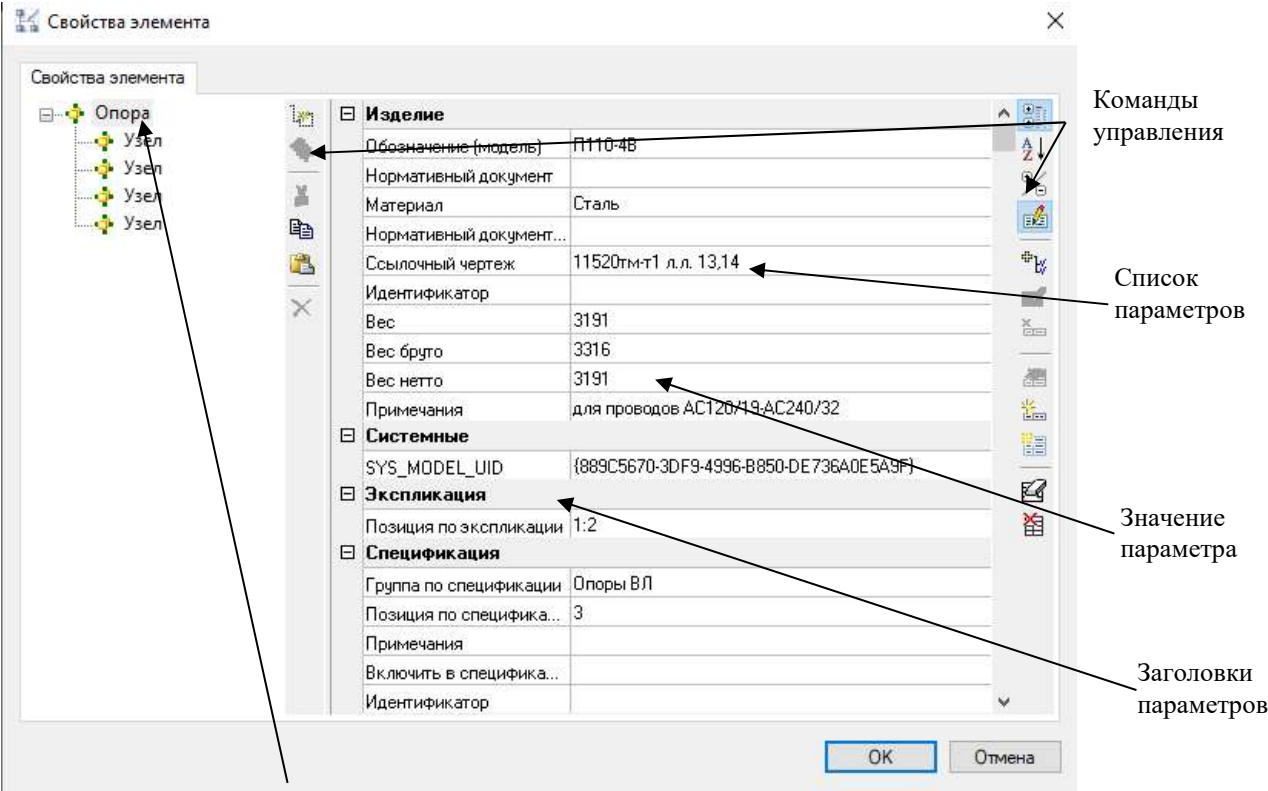 Свойства элемента
Свойства элемента
Опора
Узел
Узел
Узел
Узел
Изделие
Обозначение (модель) П110-4В
Нормативный документ
Материал Сталь
Нормативный документ...
Ссылочный чертеж 11520тм-т1 л.л. 13,14
Идентификатор
Вес 3191
Вес бруто 3316
Вес нетто 3191
Примечания для проводов АС120/19-АС240/32
Системные
SYS_MODEL_UID {889C5670-3DF9-4996-B850-DE736A0E5A9F}
Экспликация
Позиция по экспликации 1:2
Спецификация
Группа по спецификации Опоры ВЛ
Позиция по специфика... 3
Примечания
Включить в специфика...
Идентификатор
OK Отмена
Команды
управления
Список
параметров
Значение
параметра
Заголовки
параметров